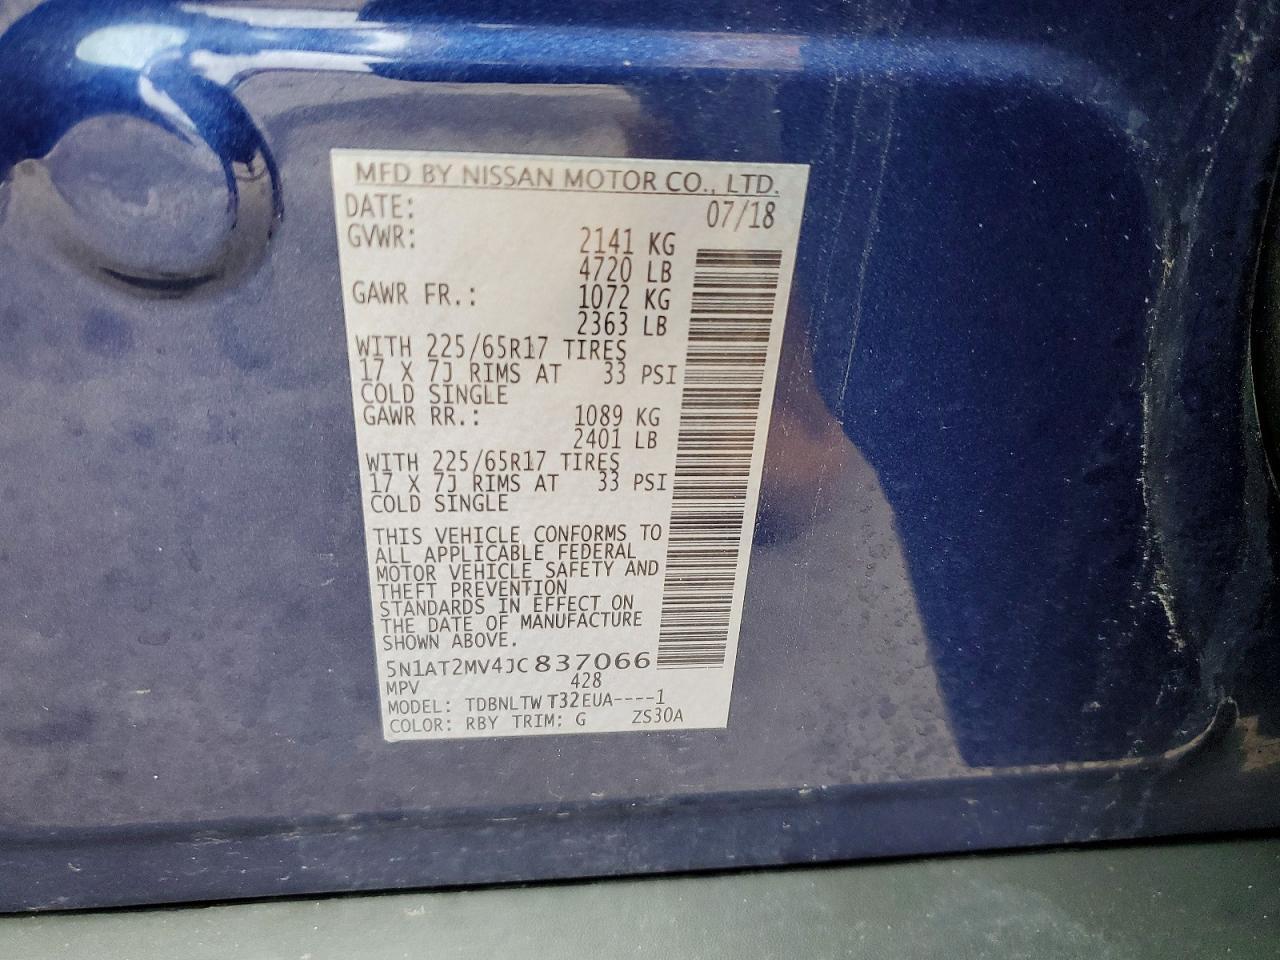 MFD BY NISSAN MOTOR CO., LTD.
DATE: 07/18
GVWR: 2141 KG
4720 LB
GAWR FR.: 1072 KG
2363 LB
WITH 225/65R17 TIRES
17 X 7J RIMS AT 33 PSI
COLD SINGLE
GAWR RR.: 1089 KG
2401 LB
WITH 225/65R17 TIRES
17 X 7J RIMS AT 33 PSI
COLD SINGLE
THIS VEHICLE CONFORMS TO
ALL APPLICABLE FEDERAL
MOTOR VEHICLE SAFETY AND
THEFT PREVENTION
STANDARDS IN EFFECT ON
THE DATE OF MANUFACTURE
SHOWN ABOVE.
5N1AT2MV4JC837066
MPV 428
MODEL: TDBNLTWT32EUA----1
COLOR: RBY TRIM: G ZS30A